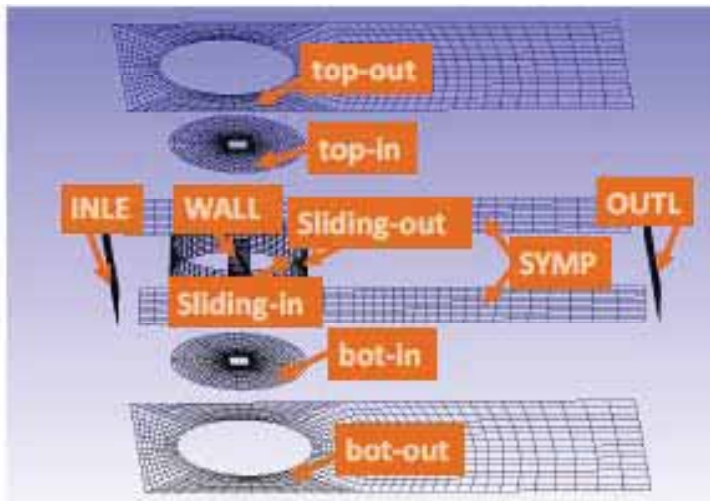 top-out
top-in
INLE
WALL
Sliding-out
OUTL
SYMP
Sliding-in
bot-in
bot-out